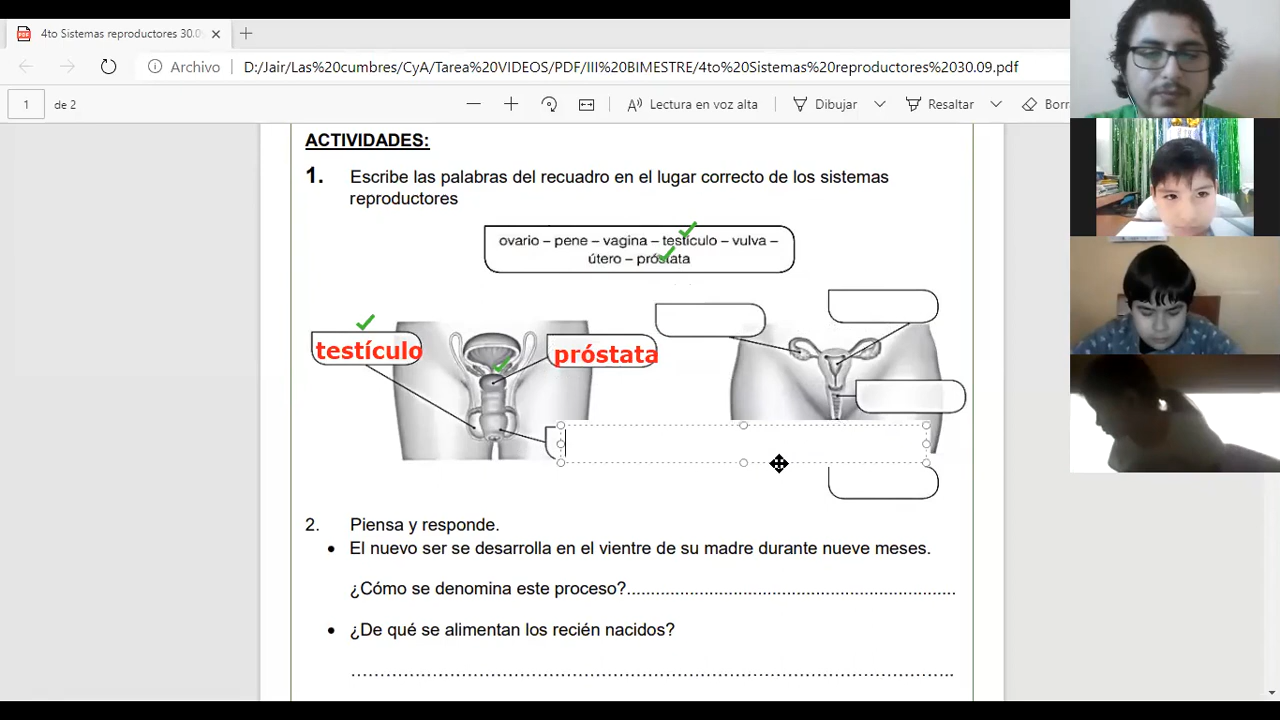 4to Sistemas reproductores 30.09
Archivo
D:/Jair/Las%20cumbres/CyA/Tarea%20VIDEOS/PDF/III%20BIMESTRE/4to%20Sistemas%20reproductores%2030.09.pdf
1 de 2
Lectura en voz alta
Dibujar
Resaltar
Borr
ACTIVIDADES:
1. Escribe las palabras del recuadro en el lugar correcto de los sistemas
reproductores
ovario – pene – vagina – testículo – vulva –
útero – próstata
testículo
próstata
2. Piensa y responde.
• El nuevo ser se desarrolla en el vientre de su madre durante nueve meses.
¿Cómo se denomina este proceso?....................................................................
• ¿De qué se alimentan los recién nacidos?